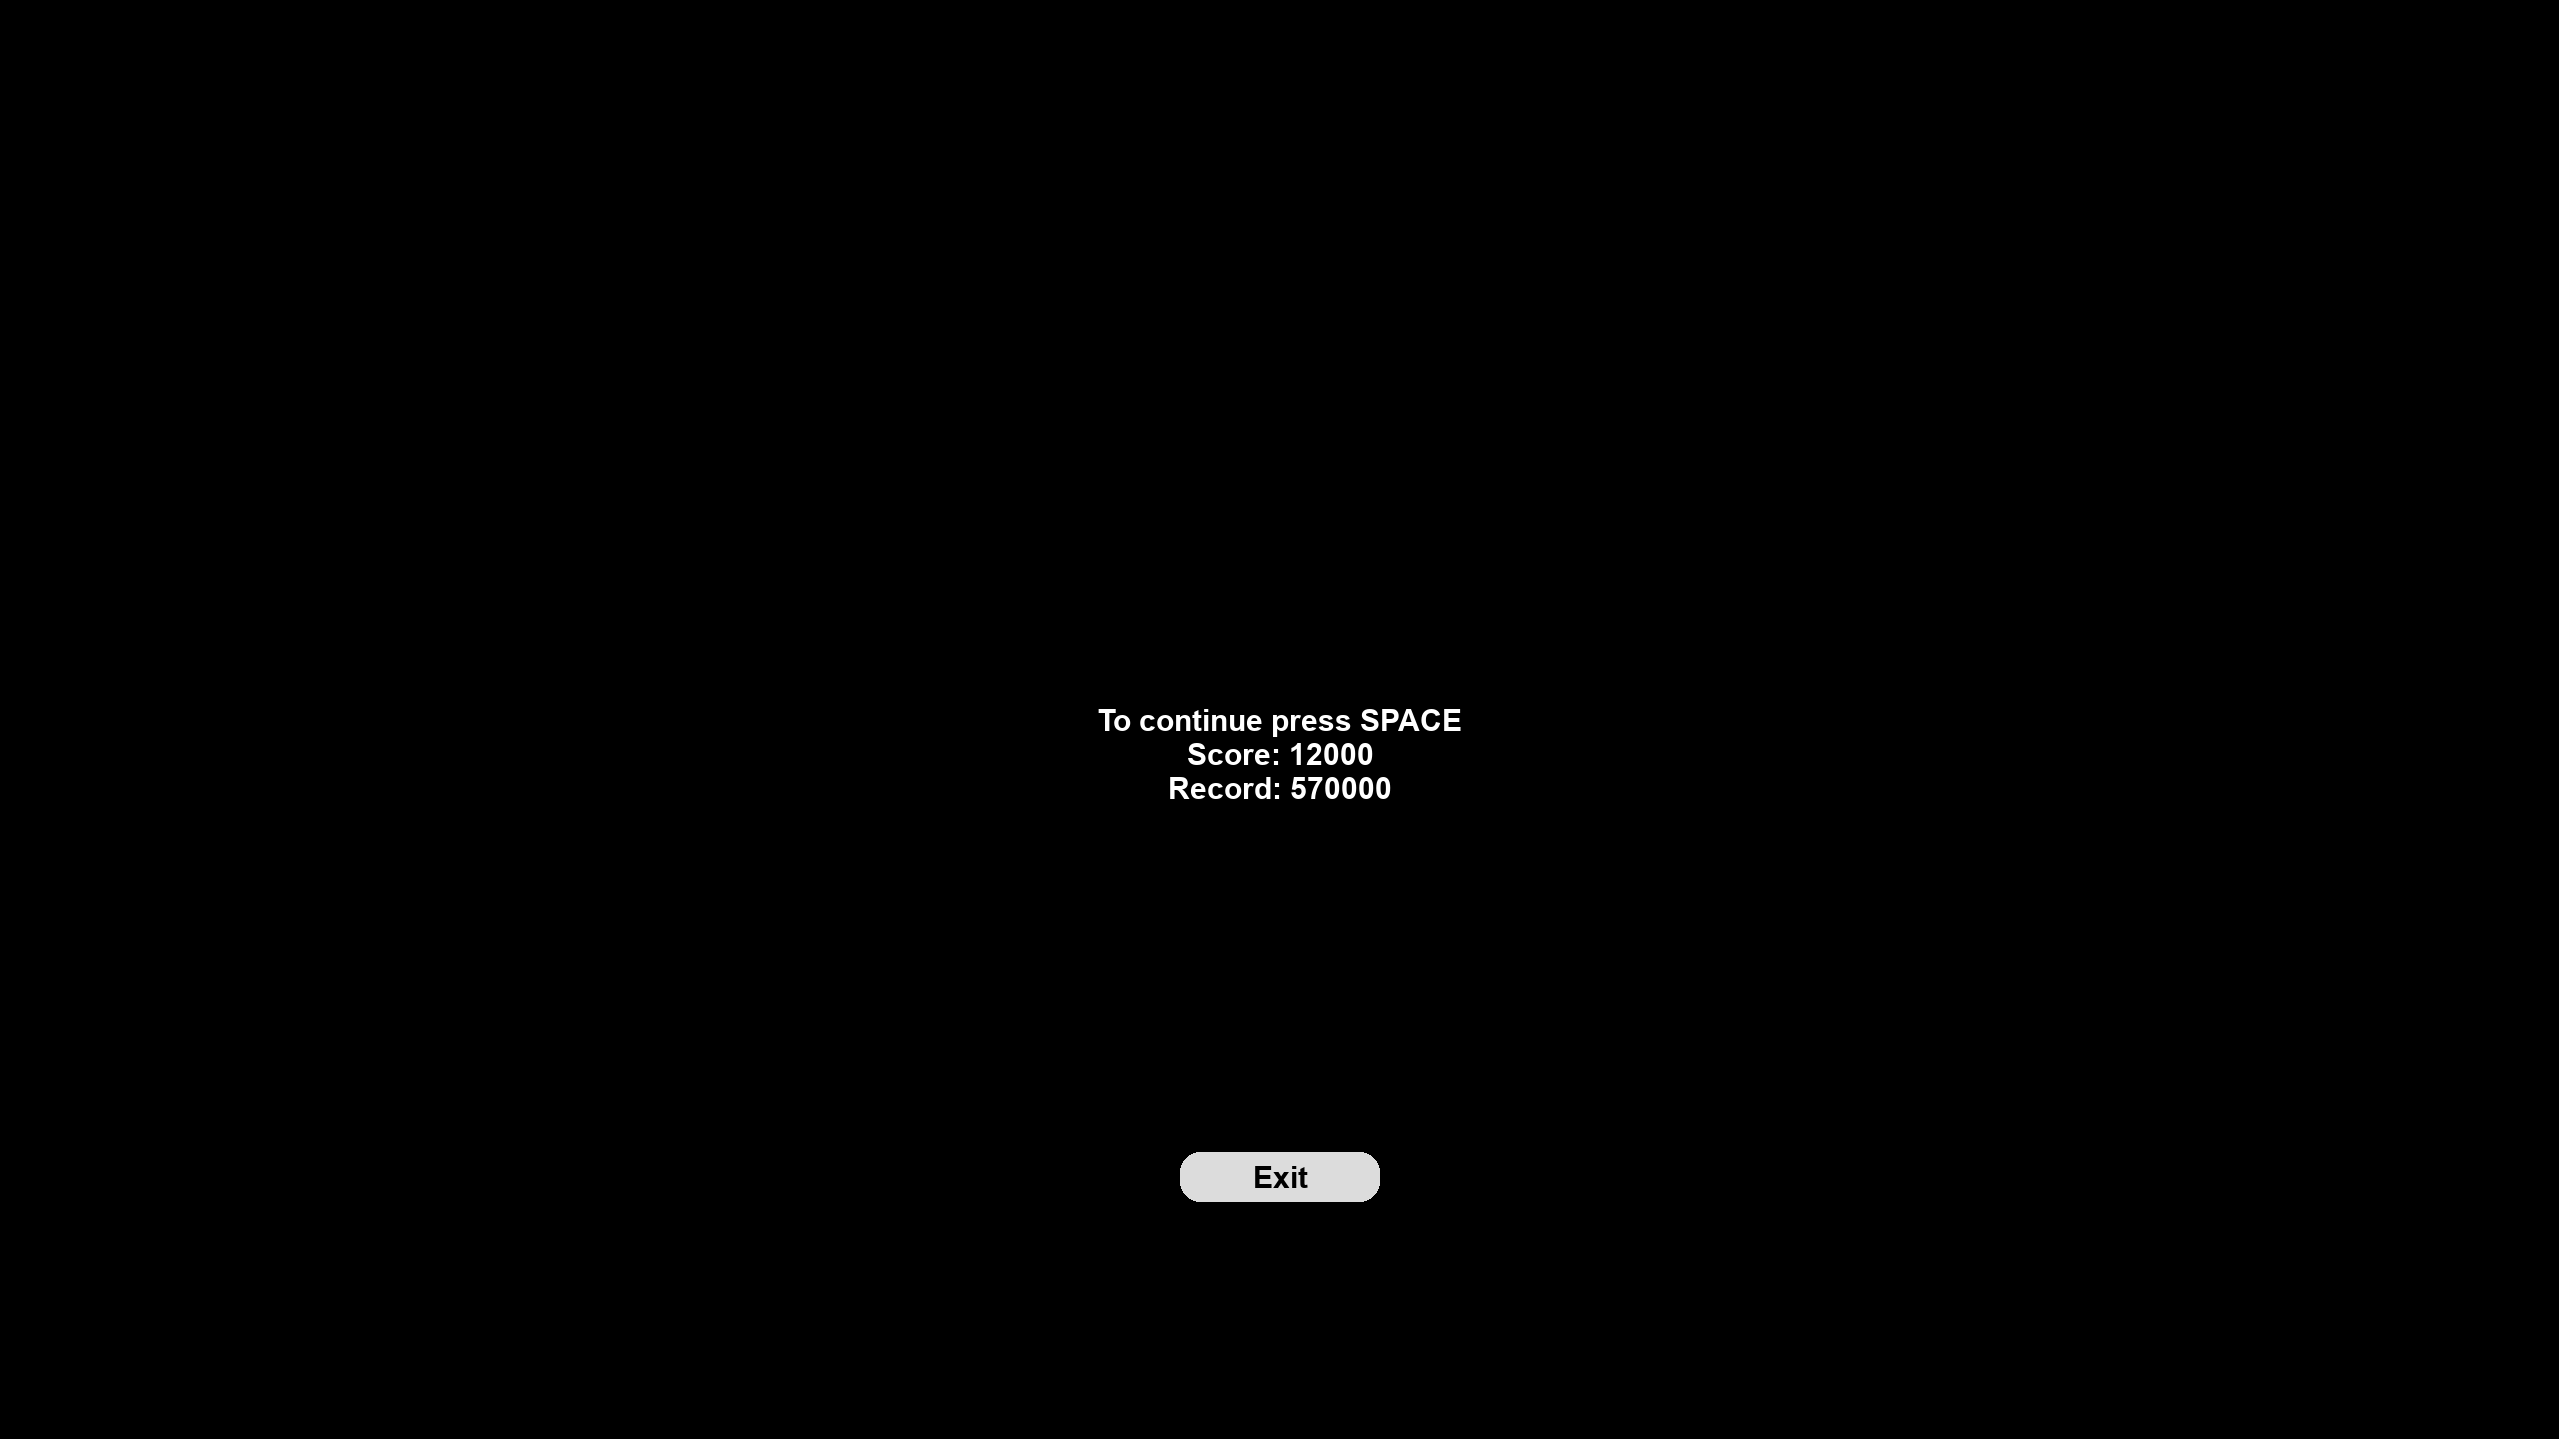 To continue press SPACE
Score: 12000
Record: 570000
Exit